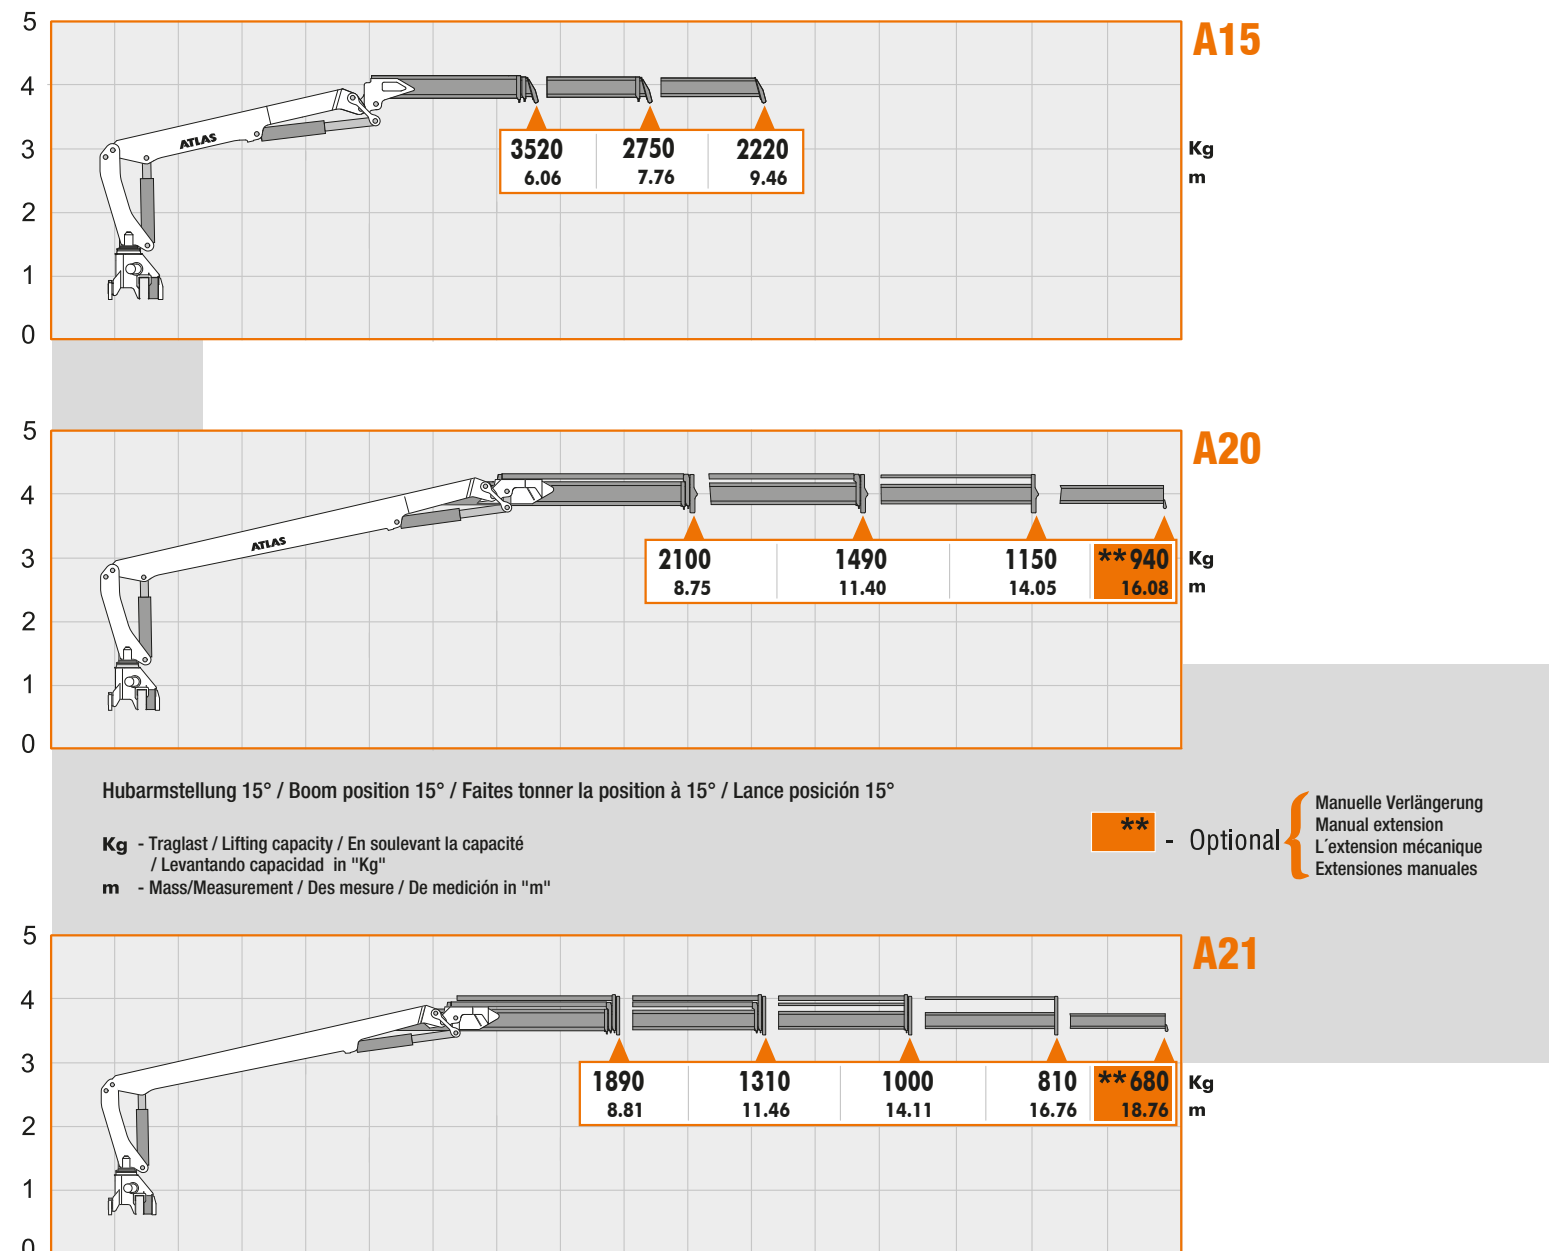 5
A15
4
ATLAS
3
3520 2750 2220 Kg
6.06 7.76 9.46 m
2
1
0
5
A20
4
ATLAS
3
2100 1490 1150 **940 Kg
8.75 11.40 14.05 16.08 m
2
1
0
Hubarmstellung 15° / Boom position 15° / Faites tonner la position à 15° / Lance posición 15°
Kg - Traglast / Lifting capacity / En soulevant la capacité
/ Levantando capacidad in "Kg"
m - Mass/Measurement / Des mesure / De medición in "m"
** - Optional
Manuelle Verlängerung
Manual extension
L´extension mécanique
Extensiones manuales
5
A21
4
3
1890 1310 1000 810 **680 Kg
8.81 11.46 14.11 16.76 18.76 m
2
1
0